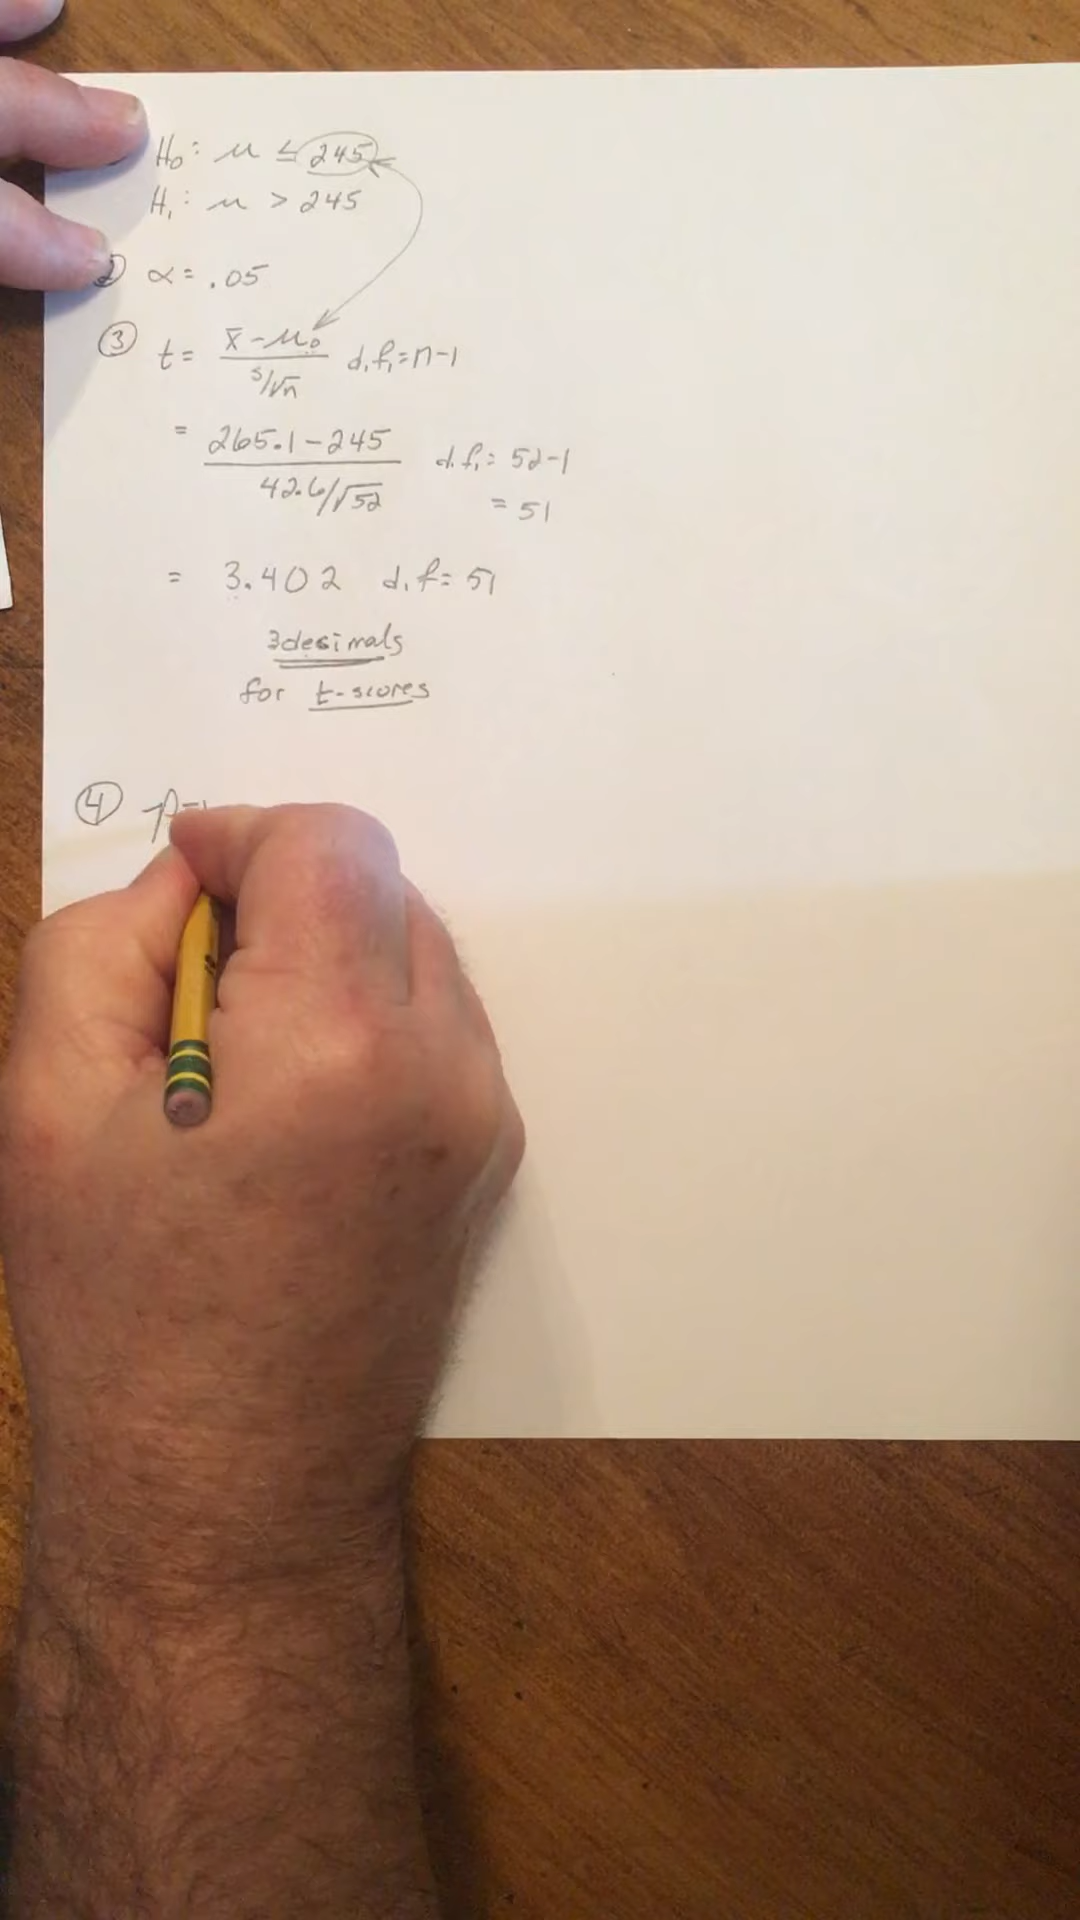 H₀: μ ≤ 245
H₁: μ > 245
② α = .05
③ t = (x̄ - μ₀)/(s/√n) d.f. = n-1
= (265.1 - 245)/(42.6/√52) d.f. = 52-1
= 51
= 3.402 d.f = 51
3 desimals
for t-scores
④ p-